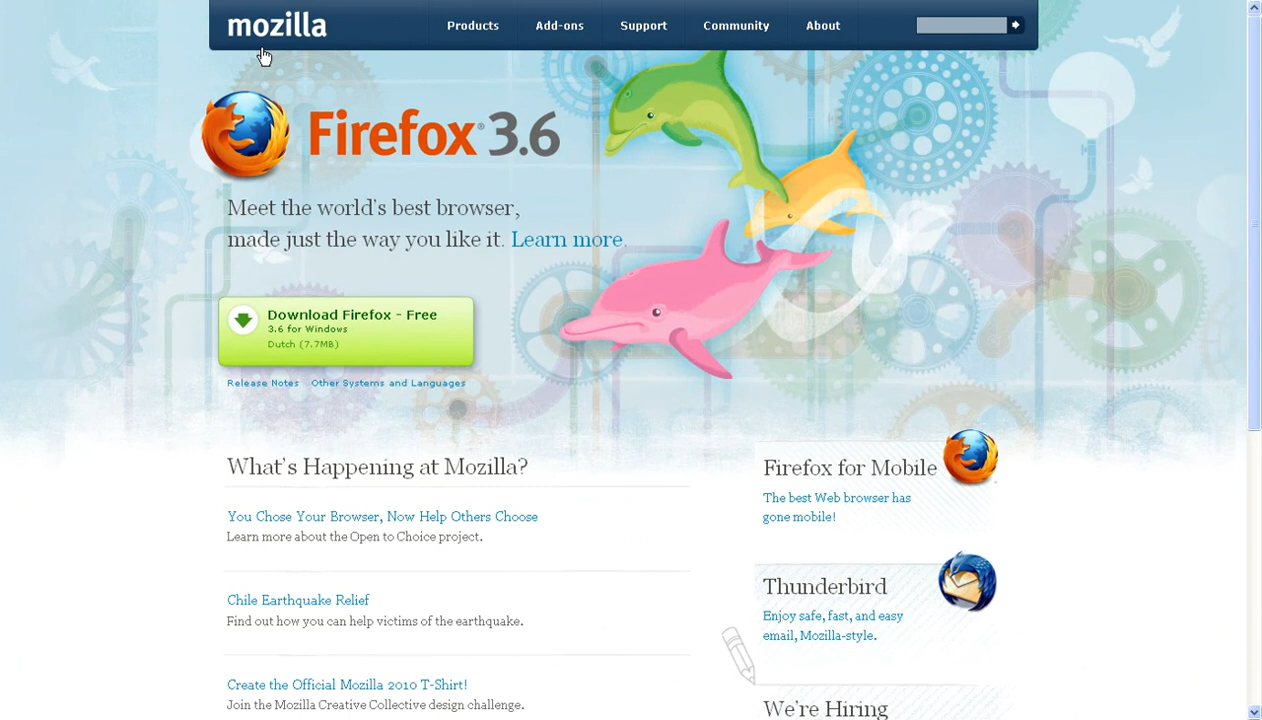 mozilla
Products
Add-ons
Support
Community
About
Firefox® 3.6
Meet the world's best browser,
made just the way you like it. Learn more.
Download Firefox - Free
3.6 for Windows
Dutch (7.7MB)
Release Notes Other Systems and Languages
What's Happening at Mozilla?
You Chose Your Browser, Now Help Others Choose
Learn more about the Open to Choice project.
Chile Earthquake Relief
Find out how you can help victims of the earthquake.
Create the Official Mozilla 2010 T-Shirt!
Join the Mozilla Creative Collective design challenge.
Firefox for Mobile
The best Web browser has
gone mobile!
Thunderbird
Enjoy safe, fast, and easy
email, Mozilla-style.
We're Hiring